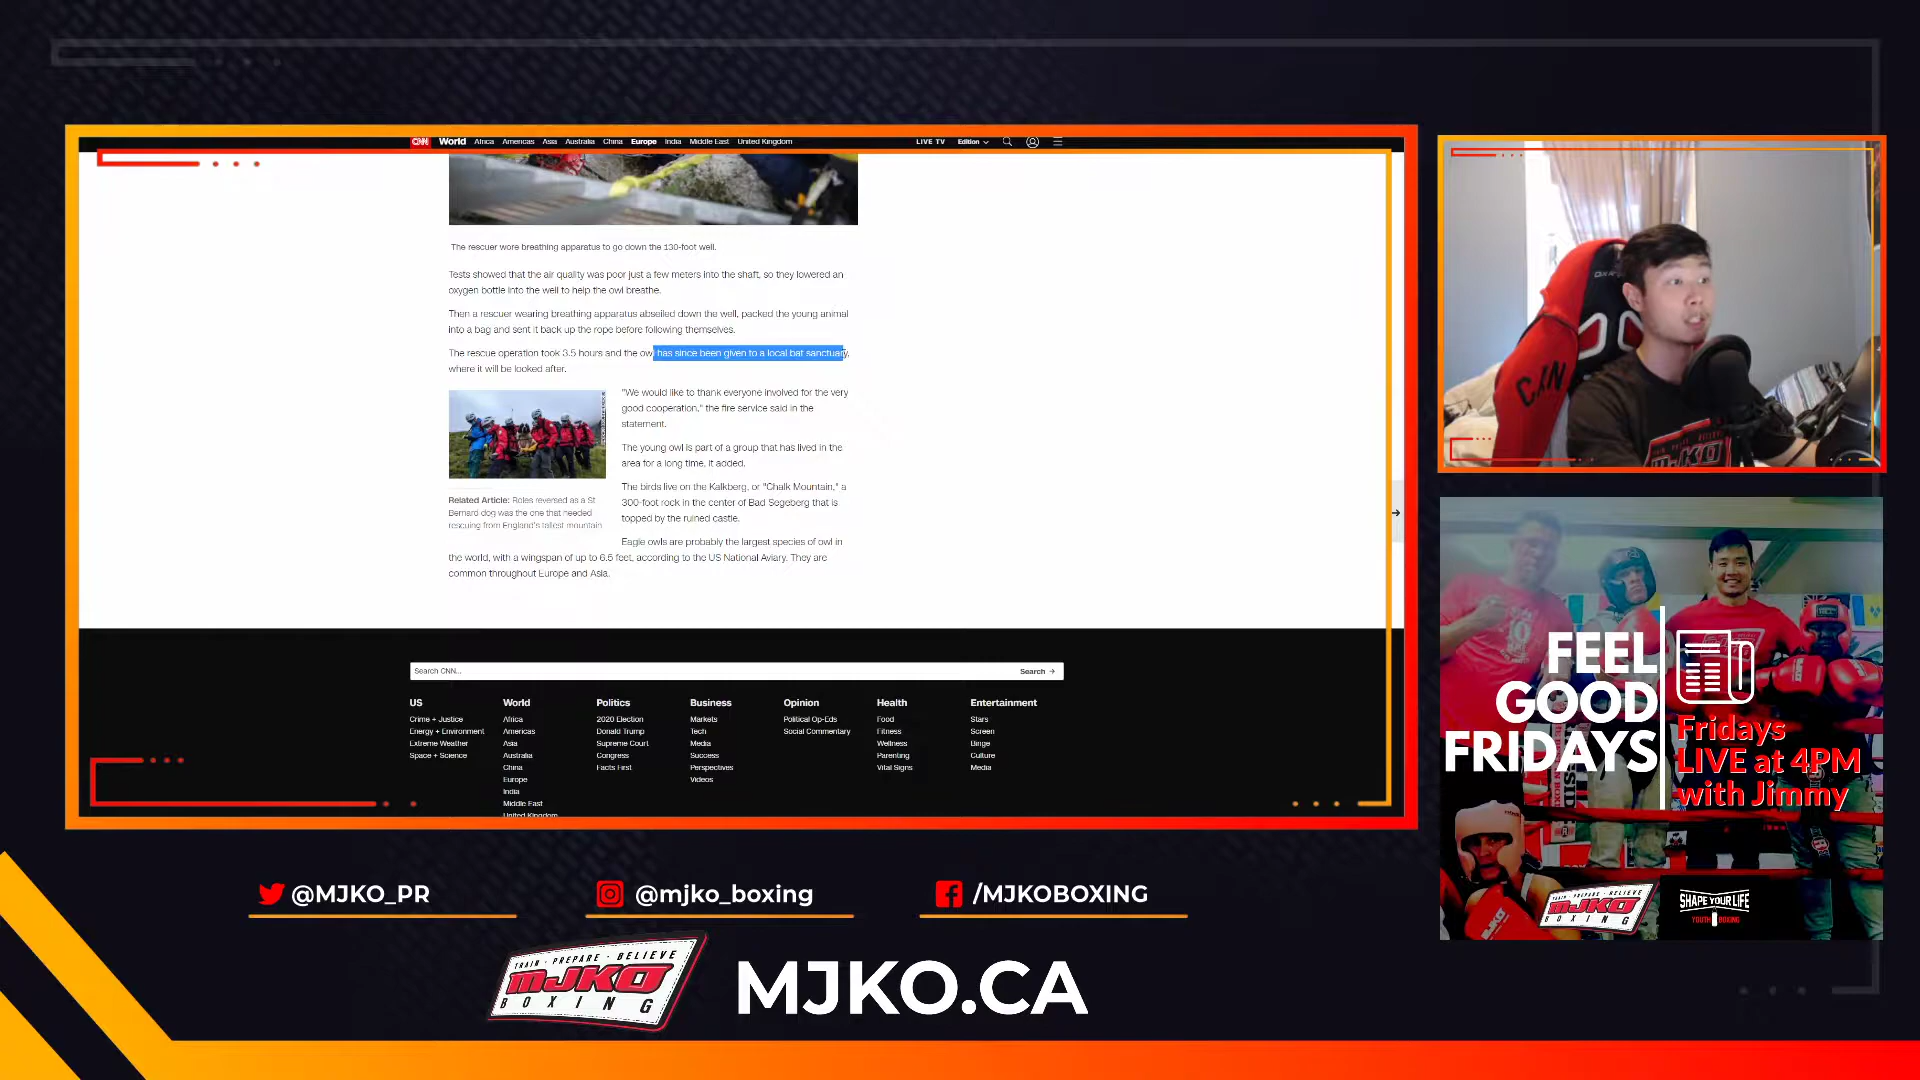 CNN World Africa Americas Asia Australia China Europe India Middle East United Kingdom LIVE TV Edition
The rescuer wore breathing apparatus to go down the 130-foot well.
Tests showed that the air quality was poor just a few meters into the shaft, so they lowered an
oxygen bottle into the well to help the owl breathe.
Then a rescuer wearing breathing apparatus abseiled down the well, packed the young animal
into a bag and sent it back up the rope before following themselves.
The rescue operation took 3.5 hours and the owl has since been given to a local bat sanctuary,
where it will be looked after.
"We would like to thank everyone involved for the very
good cooperation," the fire service said in the
statement.
The young owl is part of a group that has lived in the
area for a long time, it added.
The birds live on the Kalkberg, or "Chalk Mountain," a
300-foot rock in the center of Bad Segeberg that is
topped by the ruined castle.
Related Article: Roles reversed as a St
Bernard dog was the one that needed
rescuing from England's tallest mountain
Eagle owls are probably the largest species of owl in
the world, with a wingspan of up to 6.5 feet, according to the US National Aviary. They are
common throughout Europe and Asia.
Search CNN...
Search →
US
Crime + Justice
Energy + Environment
Extreme Weather
Space + Science
World
Africa
Americas
Asia
Australia
China
Europe
India
Middle East
United Kingdom
Politics
2020 Election
Donald Trump
Supreme Court
Congress
Facts First
Business
Markets
Tech
Media
Success
Perspectives
Videos
Opinion
Political Op-Eds
Social Commentary
Health
Food
Fitness
Wellness
Parenting
Vital Signs
Entertainment
Stars
Screen
Binge
Culture
Media
CAN
MJKO
FEEL
GOOD
FRIDAYS
Fridays
LIVE at 4PM
with Jimmy
TRAIN · PREPARE · BELIEVE
MJKO
BOXING
SHAPE YOUR LIFE
YOUTH BOXING
@MJKO_PR
@mjko_boxing
/MJKOBOXING
TRAIN · PREPARE · BELIEVE
MJKO
BOXING
MJKO.CA